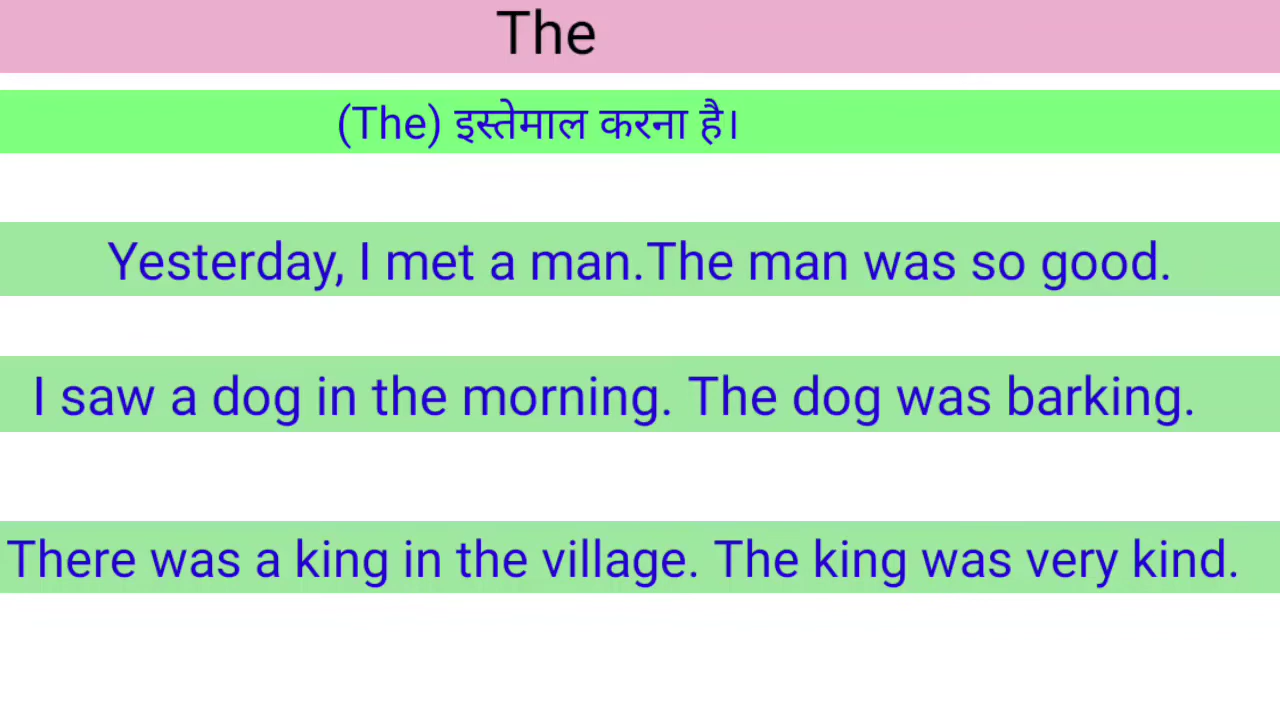 The
(The) इस्तेमाल करना है।
Yesterday, I met a man.The man was so good.
I saw a dog in the morning. The dog was barking.
There was a king in the village. The king was very kind.